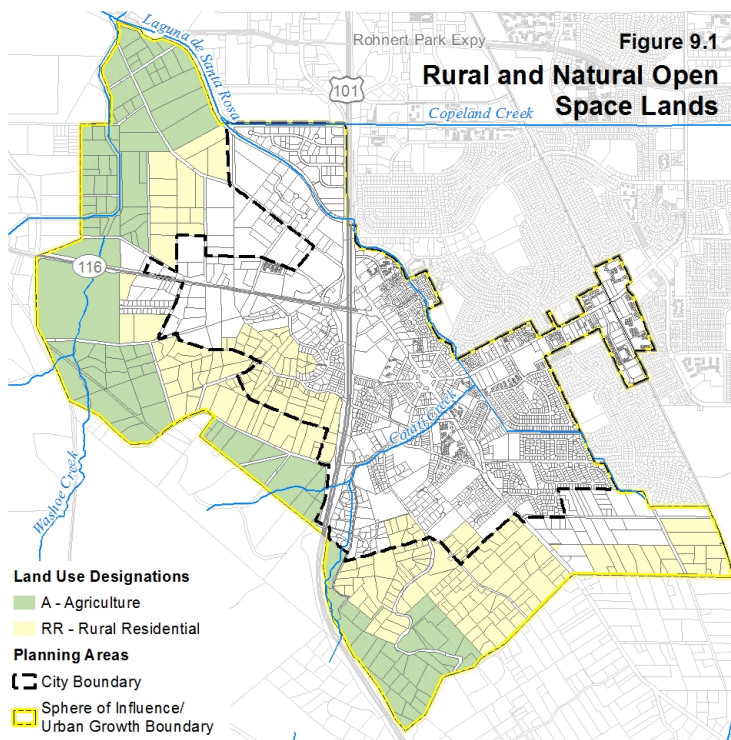 Figure 9.1
Rural and Natural Open
Space Lands
Rohnert Park Expy
Laguna de Santa Rosa
101
Copeland Creek
116
Cotati Creek
Washoe Creek
Land Use Designations
A - Agriculture
RR - Rural Residential
Planning Areas
City Boundary
Sphere of Influence/
Urban Growth Boundary